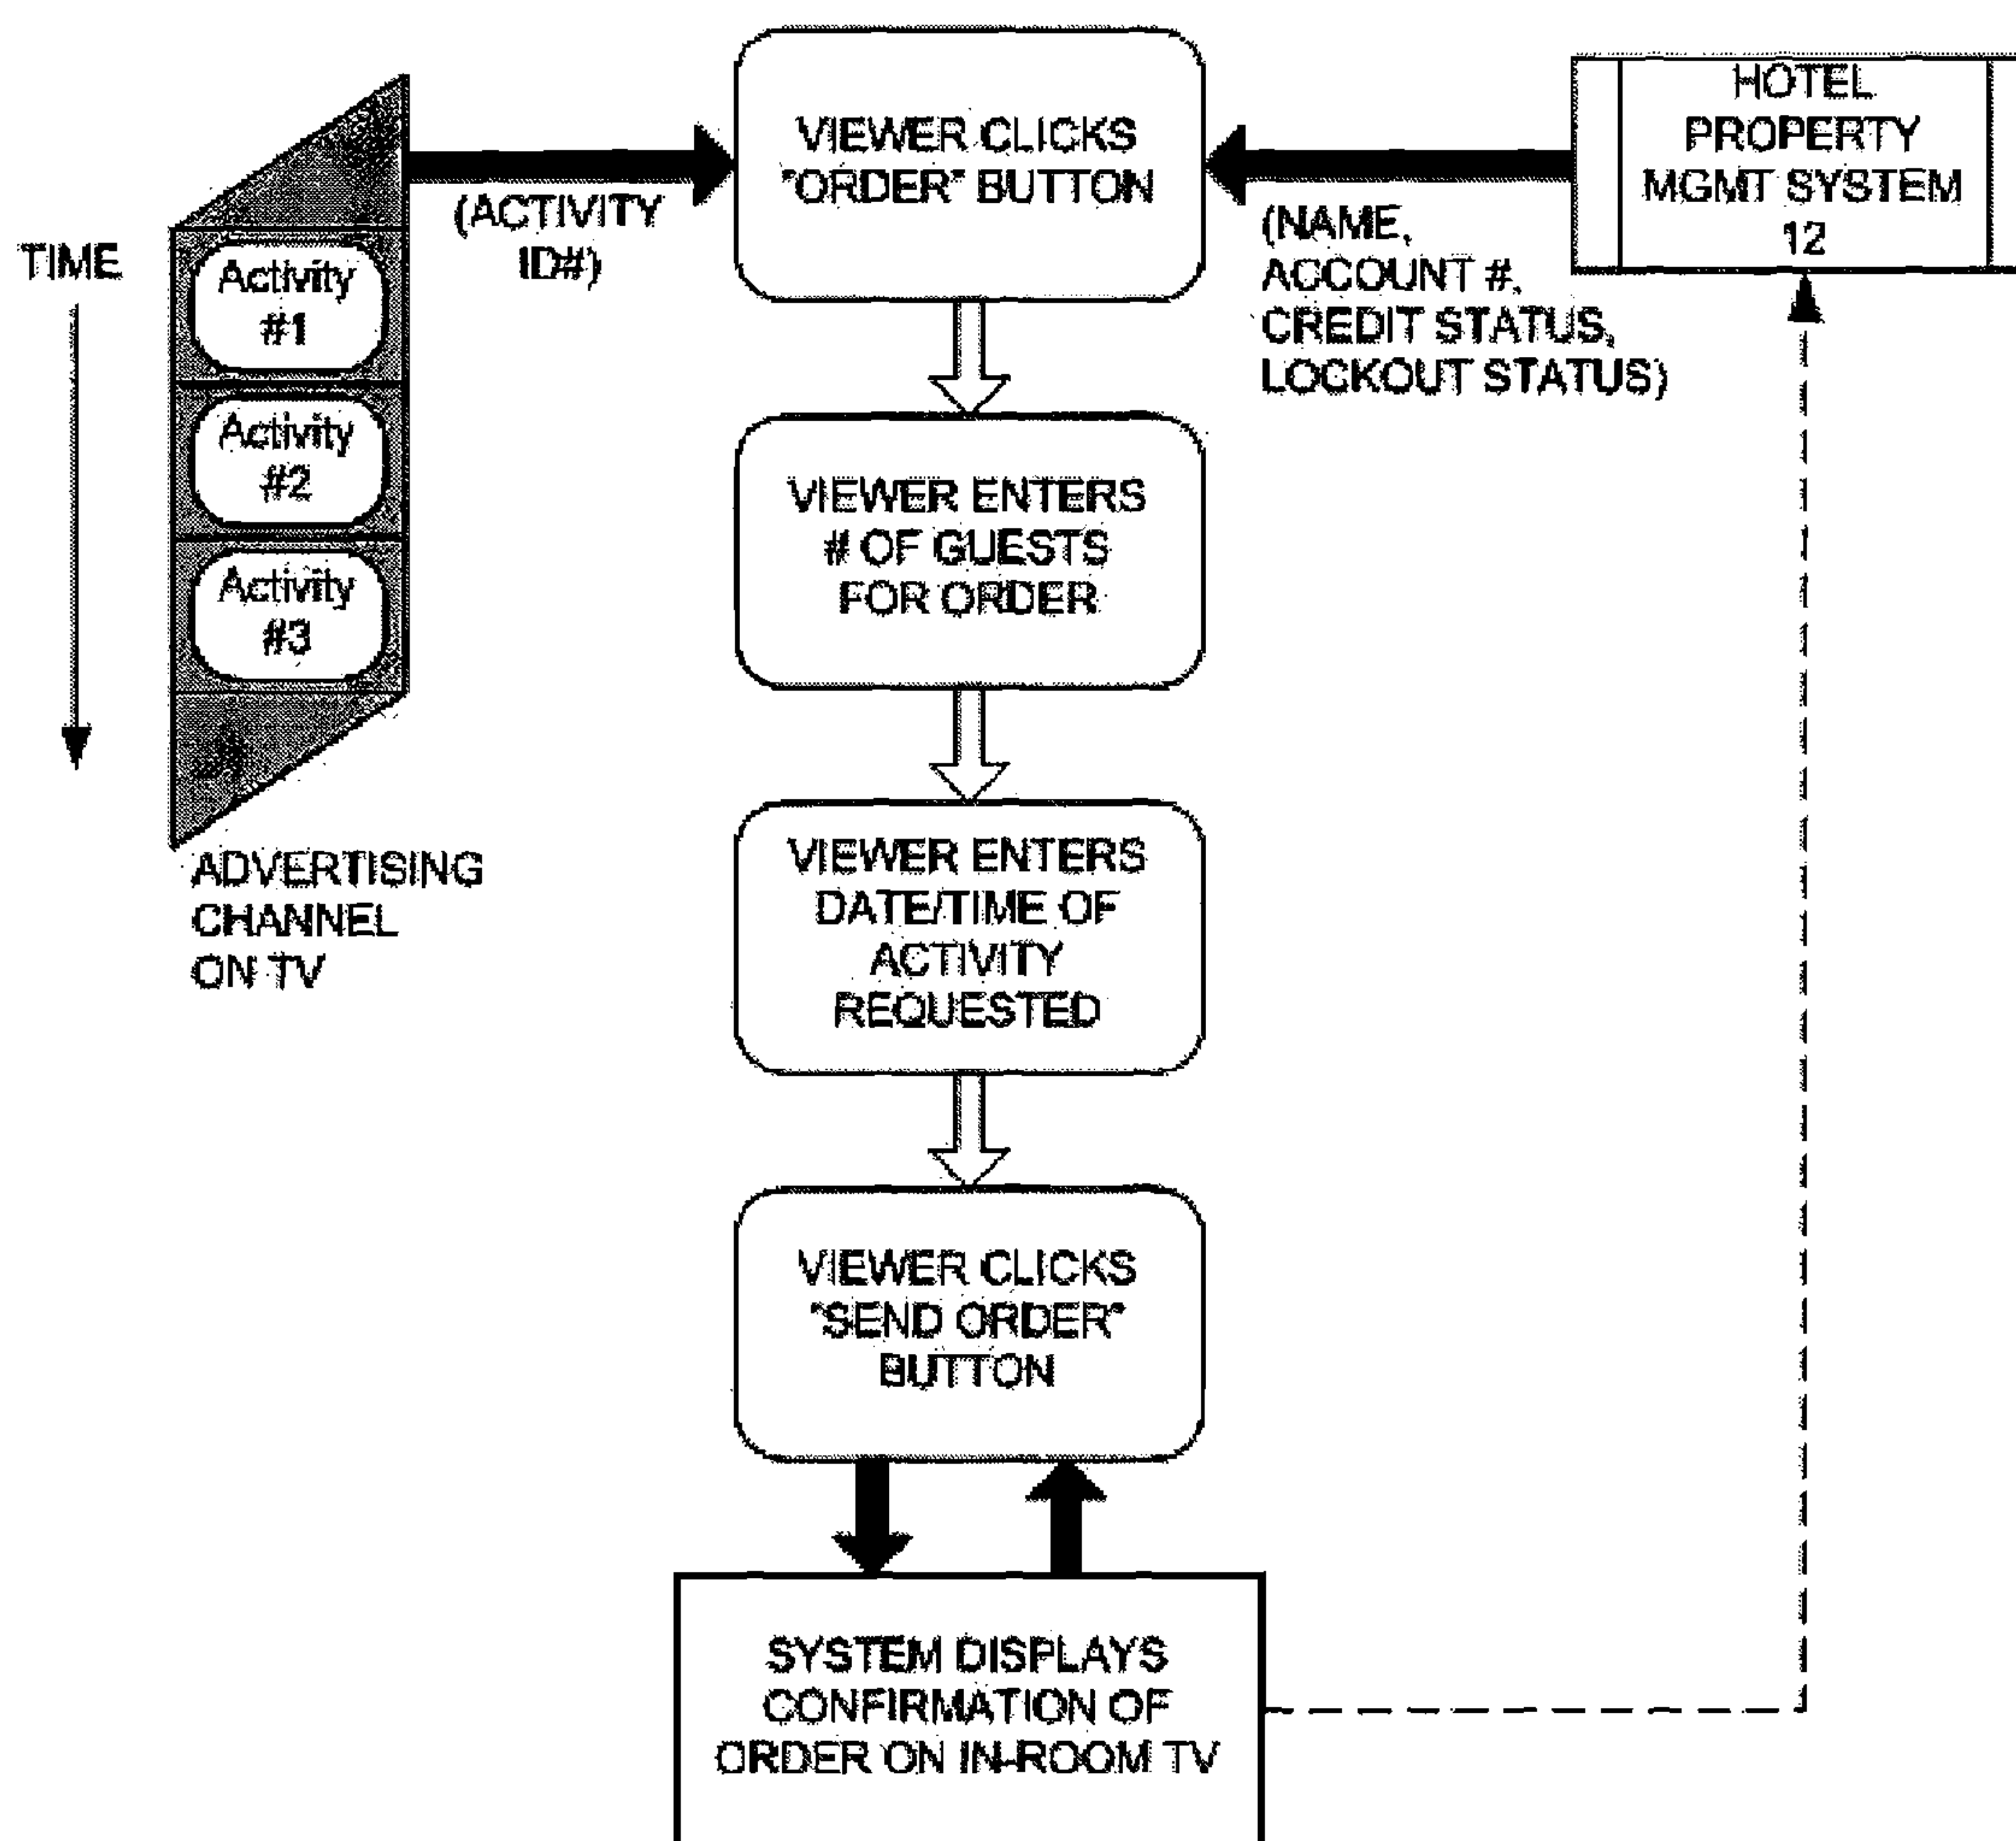 TIME
Activity
#1
Activity
#2
Activity
#3
ADVERTISING
CHANNEL
ON TV
(ACTIVITY
ID#)
VIEWER CLICKS
"ORDER" BUTTON
(NAME,
ACCOUNT #,
CREDIT STATUS,
LOCKOUT STATUS)
HOTEL
PROPERTY
MGMT SYSTEM
12
VIEWER ENTERS
# OF GUESTS
FOR ORDER
VIEWER ENTERS
DATE/TIME OF
ACTIVITY
REQUESTED
VIEWER CLICKS
"SEND ORDER"
BUTTON
SYSTEM DISPLAYS
CONFIRMATION OF
ORDER ON IN-ROOM TV